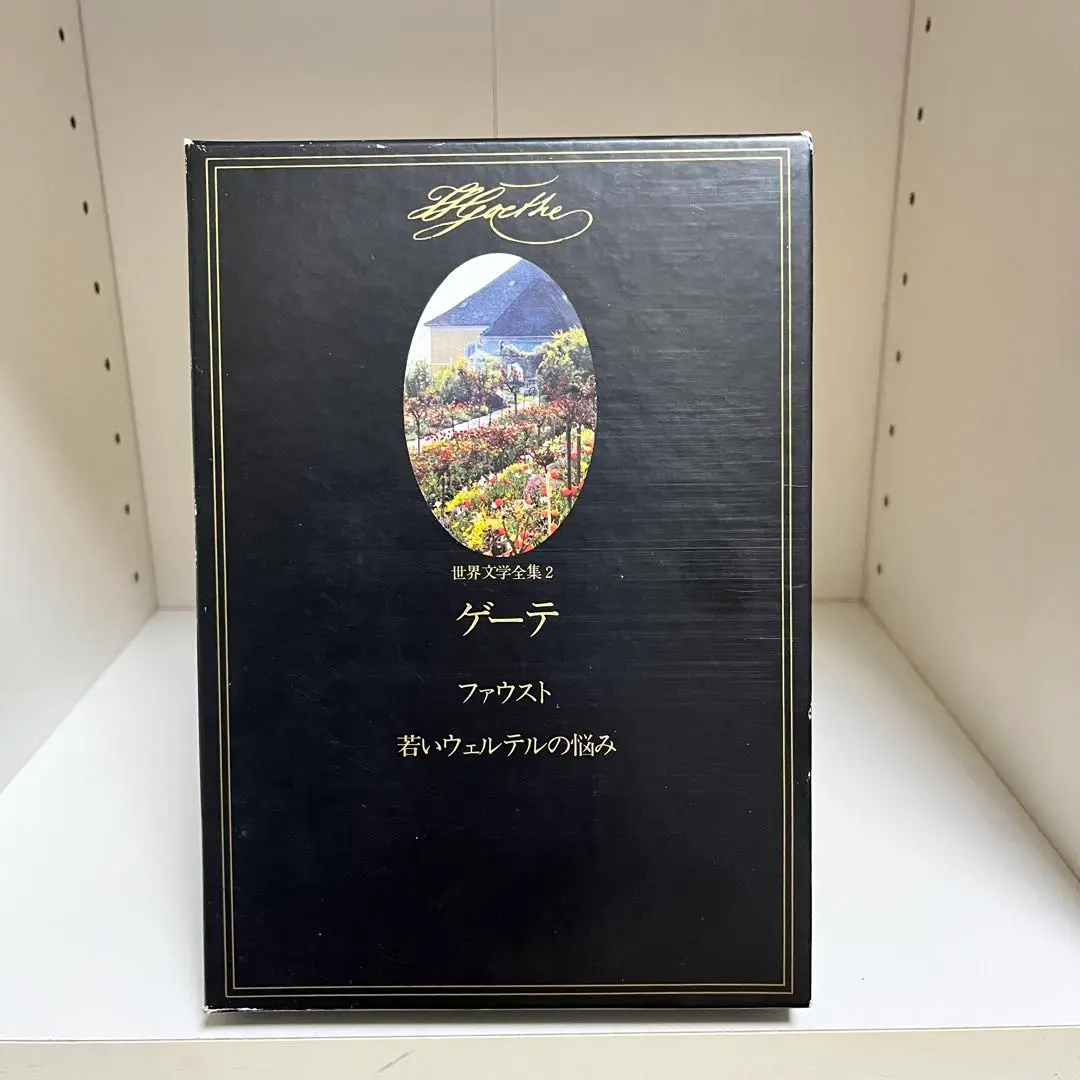 Goethe
世界文学全集2
ゲーテ
ファウスト
若いウェルテルの悩み